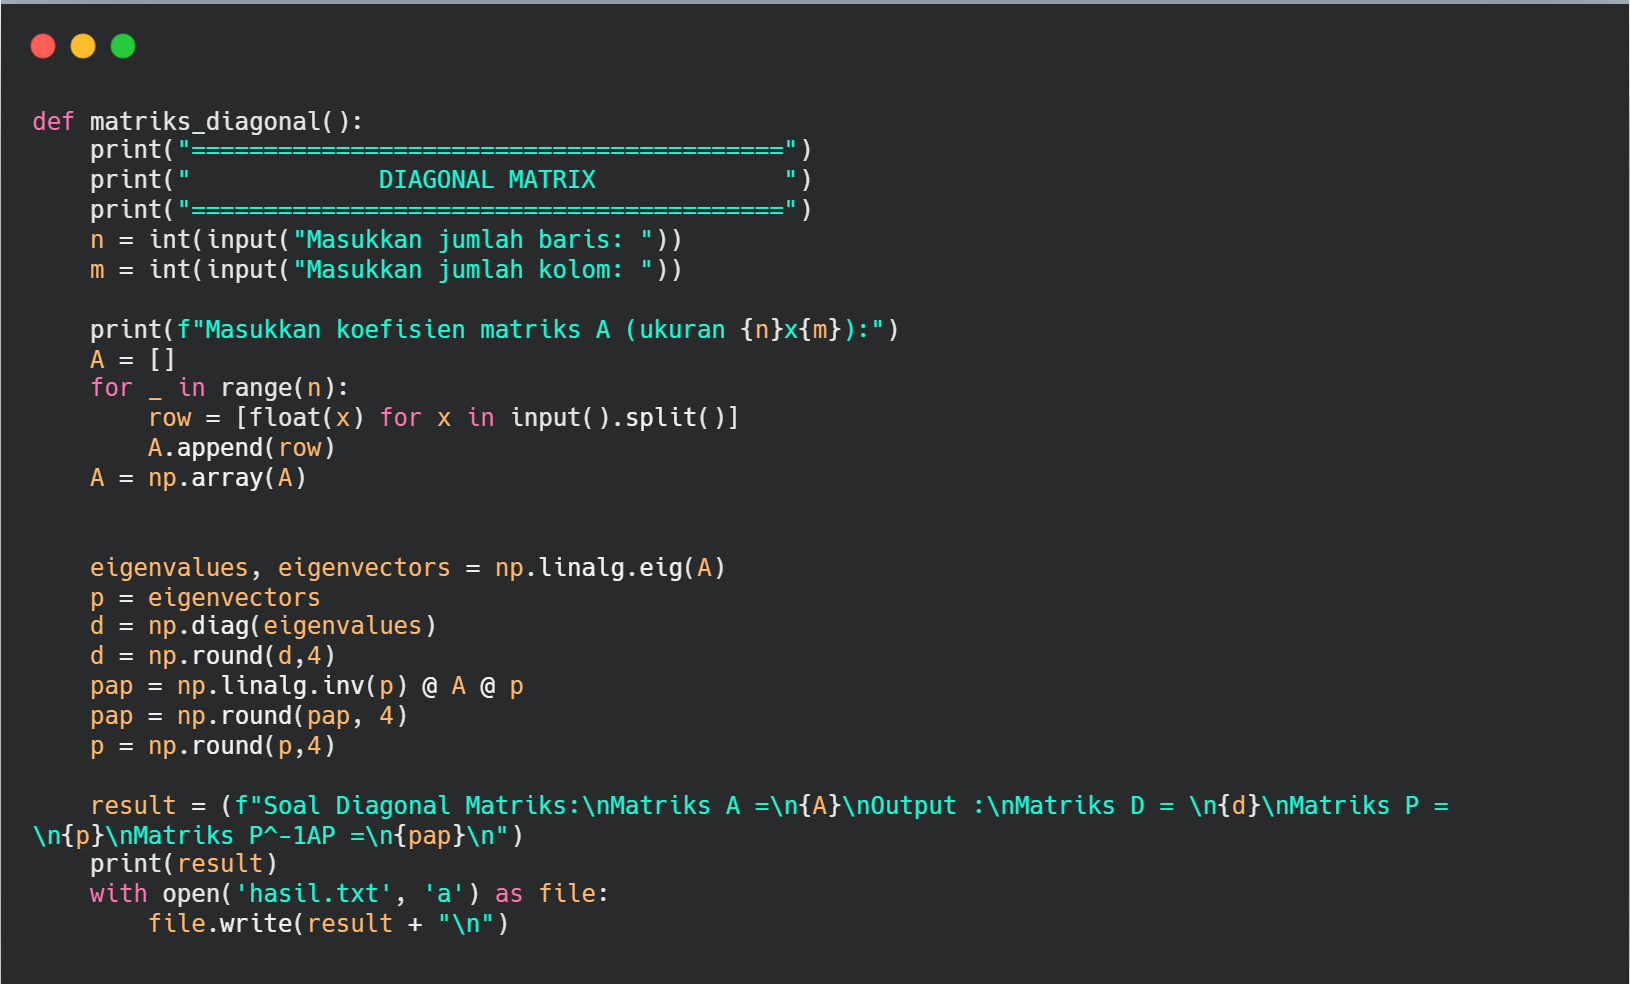 def matriks_diagonal():
    print("=========================================")
    print("             DIAGONAL MATRIX             ")
    print("=========================================")
    n = int(input("Masukkan jumlah baris: "))
    m = int(input("Masukkan jumlah kolom: "))

    print(f"Masukkan koefisien matriks A (ukuran {n}x{m}):")
    A = []
    for _ in range(n):
        row = [float(x) for x in input().split()]
        A.append(row)
    A = np.array(A)


    eigenvalues, eigenvectors = np.linalg.eig(A)
    p = eigenvectors
    d = np.diag(eigenvalues)
    d = np.round(d,4)
    pap = np.linalg.inv(p) @ A @ p
    pap = np.round(pap, 4)
    p = np.round(p,4)

    result = (f"Soal Diagonal Matriks:\nMatriks A =\n{A}\nOutput :\nMatriks D = \n{d}\nMatriks P =
\n{p}\nMatriks P^-1AP =\n{pap}\n")
    print(result)
    with open('hasil.txt', 'a') as file:
        file.write(result + "\n")